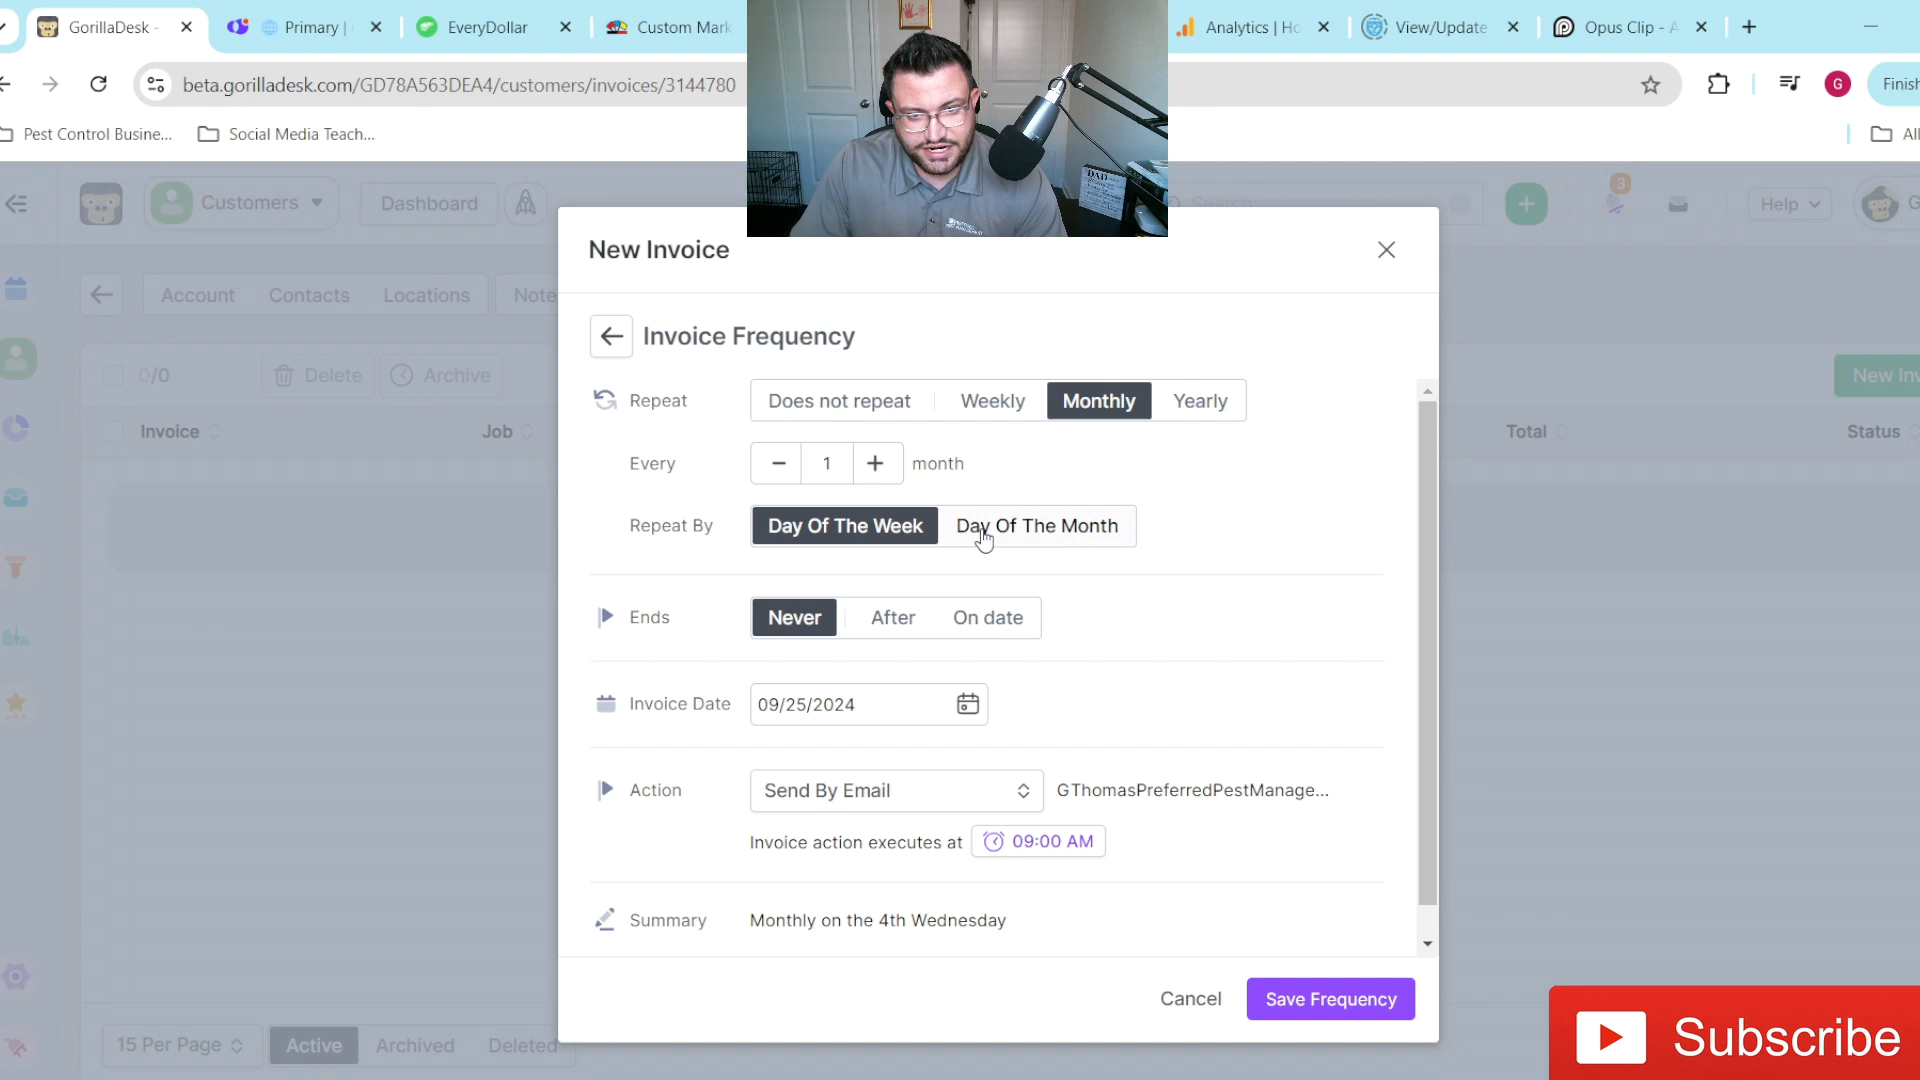 GorillaDesk -
Primary |
EveryDollar
Custom Mark
Analytics | Ho
View/Update
Opus Clip - A
beta.gorilladesk.com/GD78A563DEA4/customers/invoices/3144780
G
Finish
Pest Control Busine...
Social Media Teach...
All
Customers
Dashboard
Search
3
Help
G
DAD
New Invoice
Account
Contacts
Locations
Note
Invoice Frequency
0/0
Delete
Archive
New Inv
Repeat
Does not repeat
Weekly
Monthly
Yearly
Invoice
Job
Total
Status
Every
1
month
Repeat By
Day Of The Week
Day Of The Month
Ends
Never
After
On date
Invoice Date
09/25/2024
Action
Send By Email
GThomasPreferredPestManage...
Invoice action executes at
09:00 AM
Summary
Monthly on the 4th Wednesday
Cancel
Save Frequency
15 Per Page
Active
Archived
Deleted
Subscribe